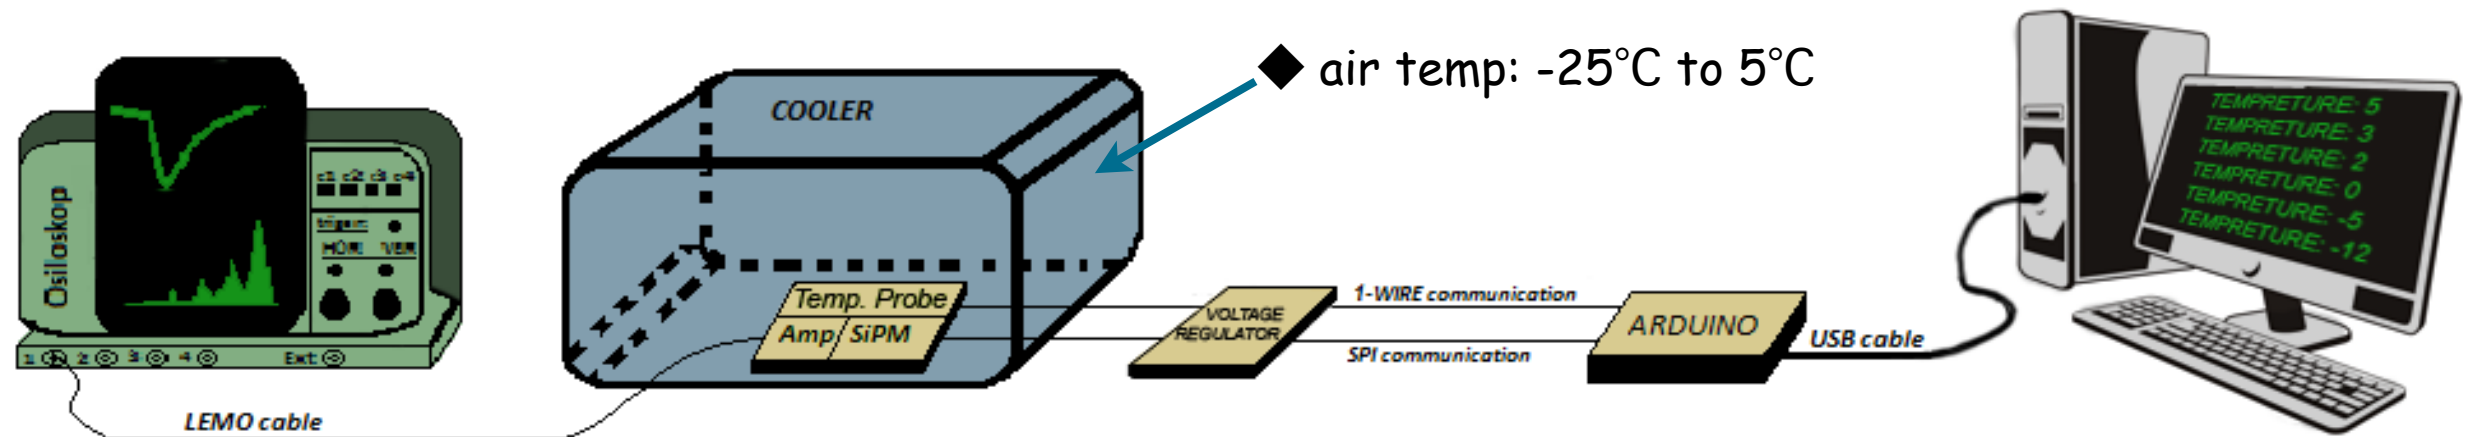 Osiloskop
c1 c2 c3 c4
HORI VER
1 2 3 4 Ext
LEMO cable
COOLER
Temp. Probe
Amp SiPM
◆ air temp: -25°C to 5°C
VOLTAGE
REGULATOR
1-WIRE communication
SPI communication
ARDUINO
USB cable
TEMPRETURE: 5
TEMPRETURE: 3
TEMPRETURE: 2
TEMPRETURE: 0
TEMPRETURE: -5
TEMPRETURE: -12